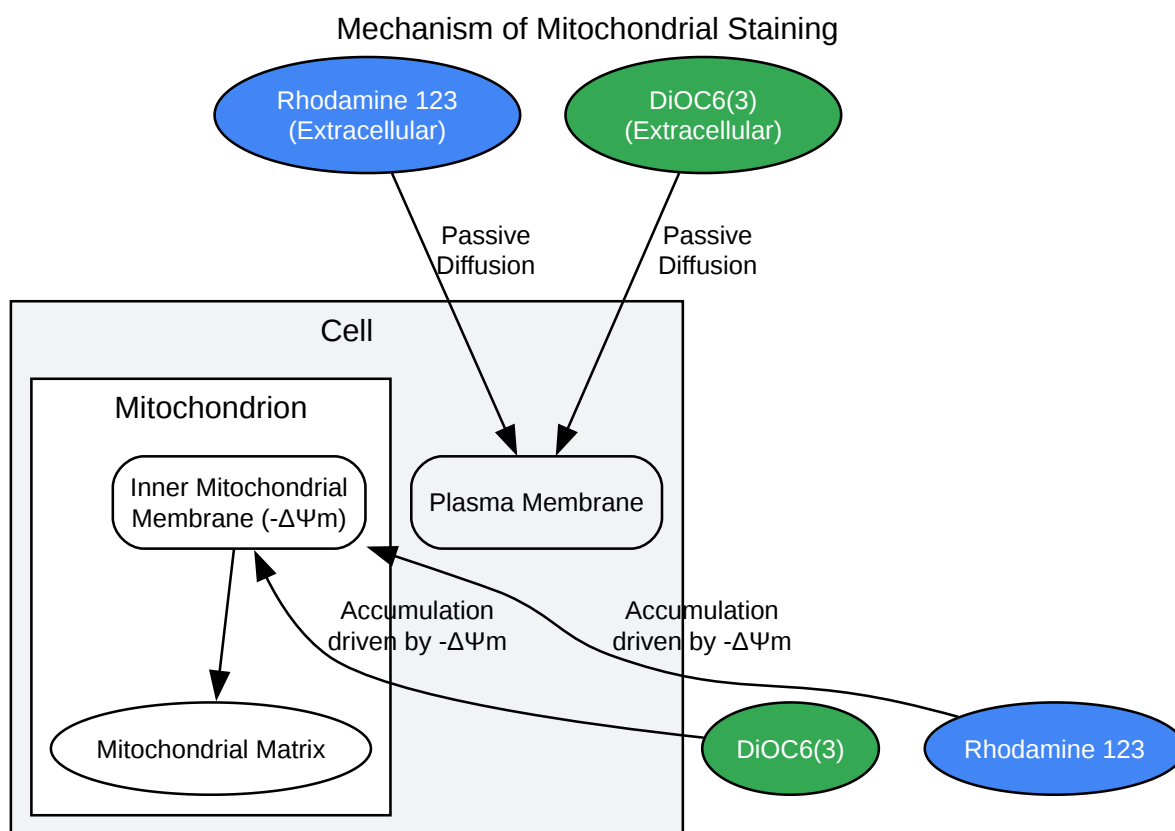 Mechanism of Mitochondrial Staining
Rhodamine 123
(Extracellular)
DiOC6(3)
(Extracellular)
Passive
Diffusion
Passive
Diffusion
Cell
Mitochondrion
Inner Mitochondrial
Membrane (-ΔΨm)
Plasma Membrane
Accumulation
driven by -ΔΨm
Accumulation
driven by -ΔΨm
Mitochondrial Matrix
DiOC6(3)
Rhodamine 123